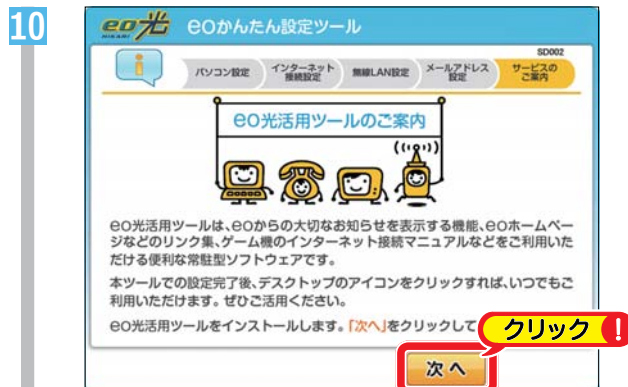 10
eo光 eoかんたん設定ツール
HIKARI
SD002
パソコン設定
インターネット
接続設定
無線LAN設定
メールアドレス
設定
サービスの
ご案内
eo光活用ツールのご案内
eo光活用ツールは、eoからの大切なお知らせを表示する機能、eoホームペー
ジなどのリンク集、ゲーム機のインターネット接続マニュアルなどをご利用いた
だける便利な常駐型ソフトウェアです。
本ツールでの設定完了後、デスクトップのアイコンをクリックすれば、いつでもご
利用いただけます。ぜひご活用ください。
eo光活用ツールをインストールします。「次へ」をクリックして
クリック !
次 へ